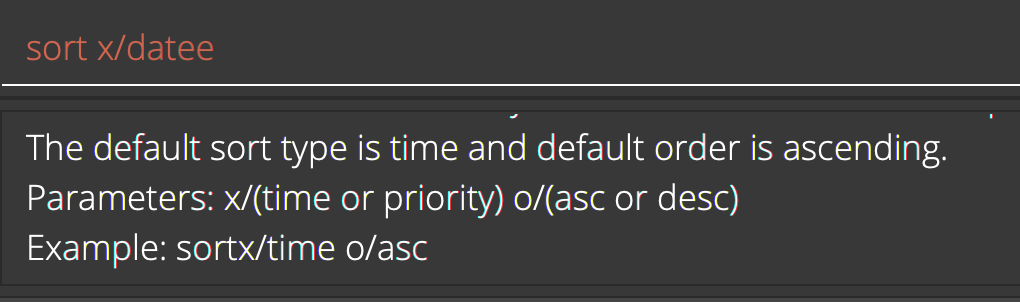 sort x/datee
The default sort type is time and default order is ascending.
Parameters: x/(time or priority) o/(asc or desc)
Example: sortx/time o/asc